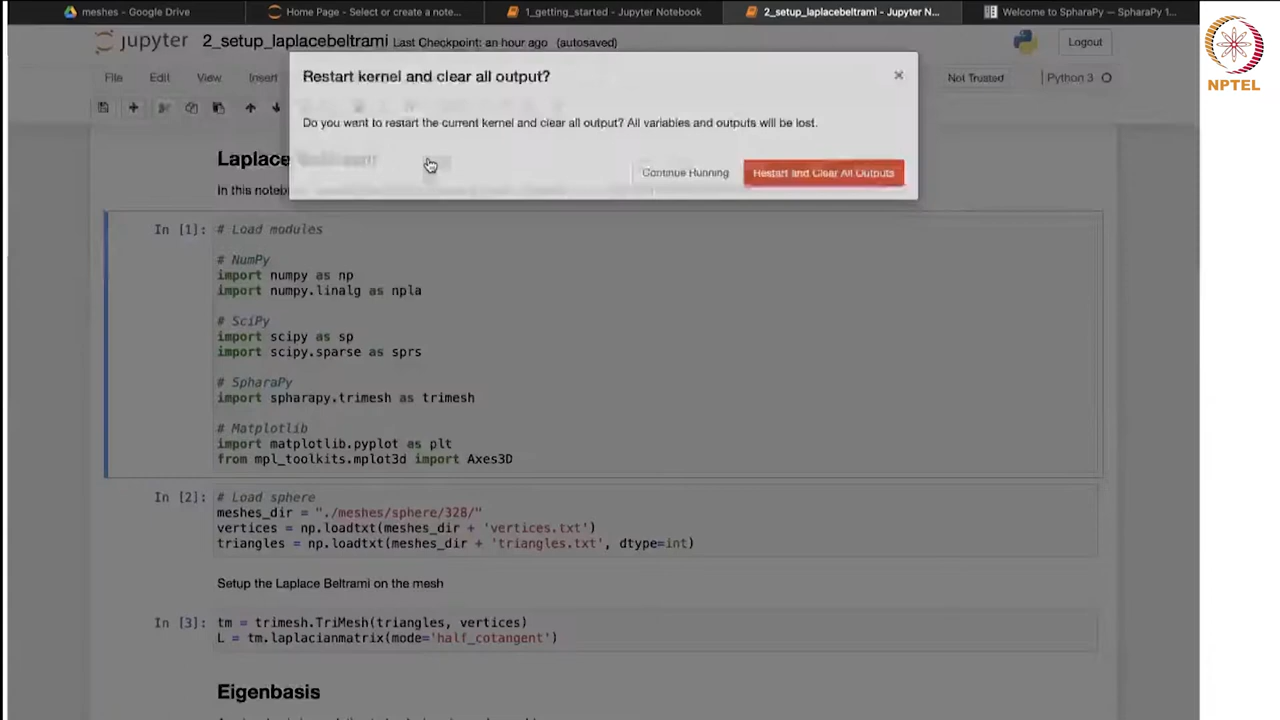 meshes - Google Drive
Home Page - Select or create a note...
1_getting_started - Jupyter Notebook
2_setup_laplacebeltrami - Jupyter N...
Welcome to SpharaPy — SpharaPy 1...
jupyter 2_setup_laplacebeltrami Last Checkpoint: an hour ago (autosaved)
Logout
NPTEL
File Edit View Insert
Not Trusted Python 3
Restart kernel and clear all output?
×
Do you want to restart the current kernel and clear all output? All variables and outputs will be lost.
Continue Running Restart and Clear All Outputs
Laplace
In this noteb
In [1]: # Load modules
# NumPy
import numpy as np
import numpy.linalg as npla
# SciPy
import scipy as sp
import scipy.sparse as sprs
# SpharaPy
import spharapy.trimesh as trimesh
# Matplotlib
import matplotlib.pyplot as plt
from mpl_toolkits.mplot3d import Axes3D
In [2]: # Load sphere
meshes_dir = "./meshes/sphere/328/"
vertices = np.loadtxt(meshes_dir + 'vertices.txt')
triangles = np.loadtxt(meshes_dir + 'triangles.txt', dtype=int)
Setup the Laplace Beltrami on the mesh
In [3]: tm = trimesh.TriMesh(triangles, vertices)
L = tm.laplacianmatrix(mode='half_cotangent')
Eigenbasis